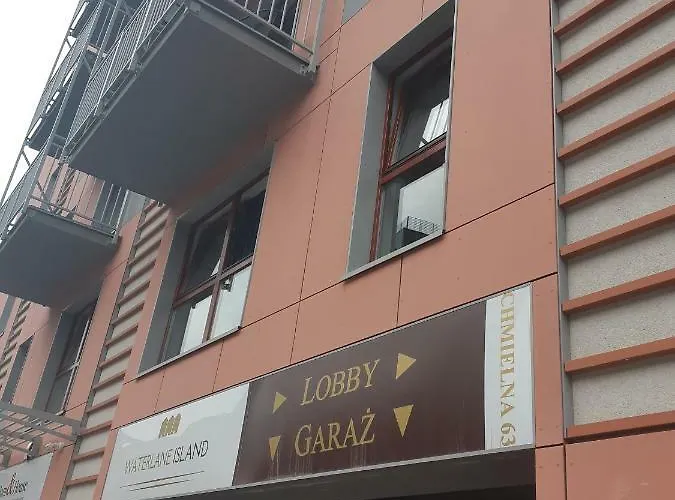 WATERLANE ISLAND
LOBBY
GARAŻ
CHMIELNA 63